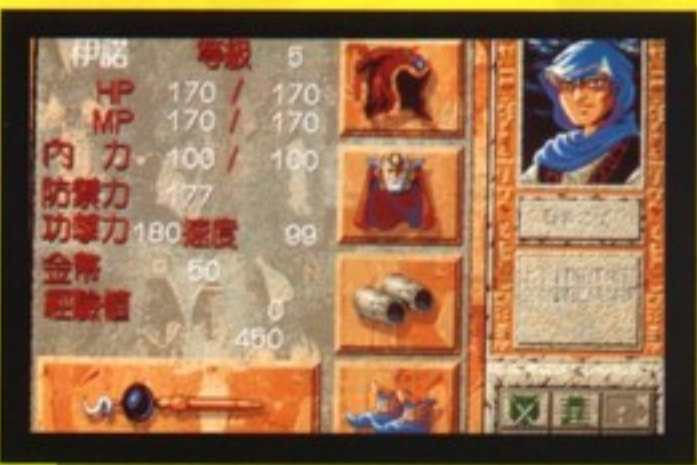 伊諾 等級 5
HP 170 / 170
MP 170 / 170
內 力 100 / 100
防禦力 177
功擊力 180 速度 99
金幣 50
經驗值 0
450